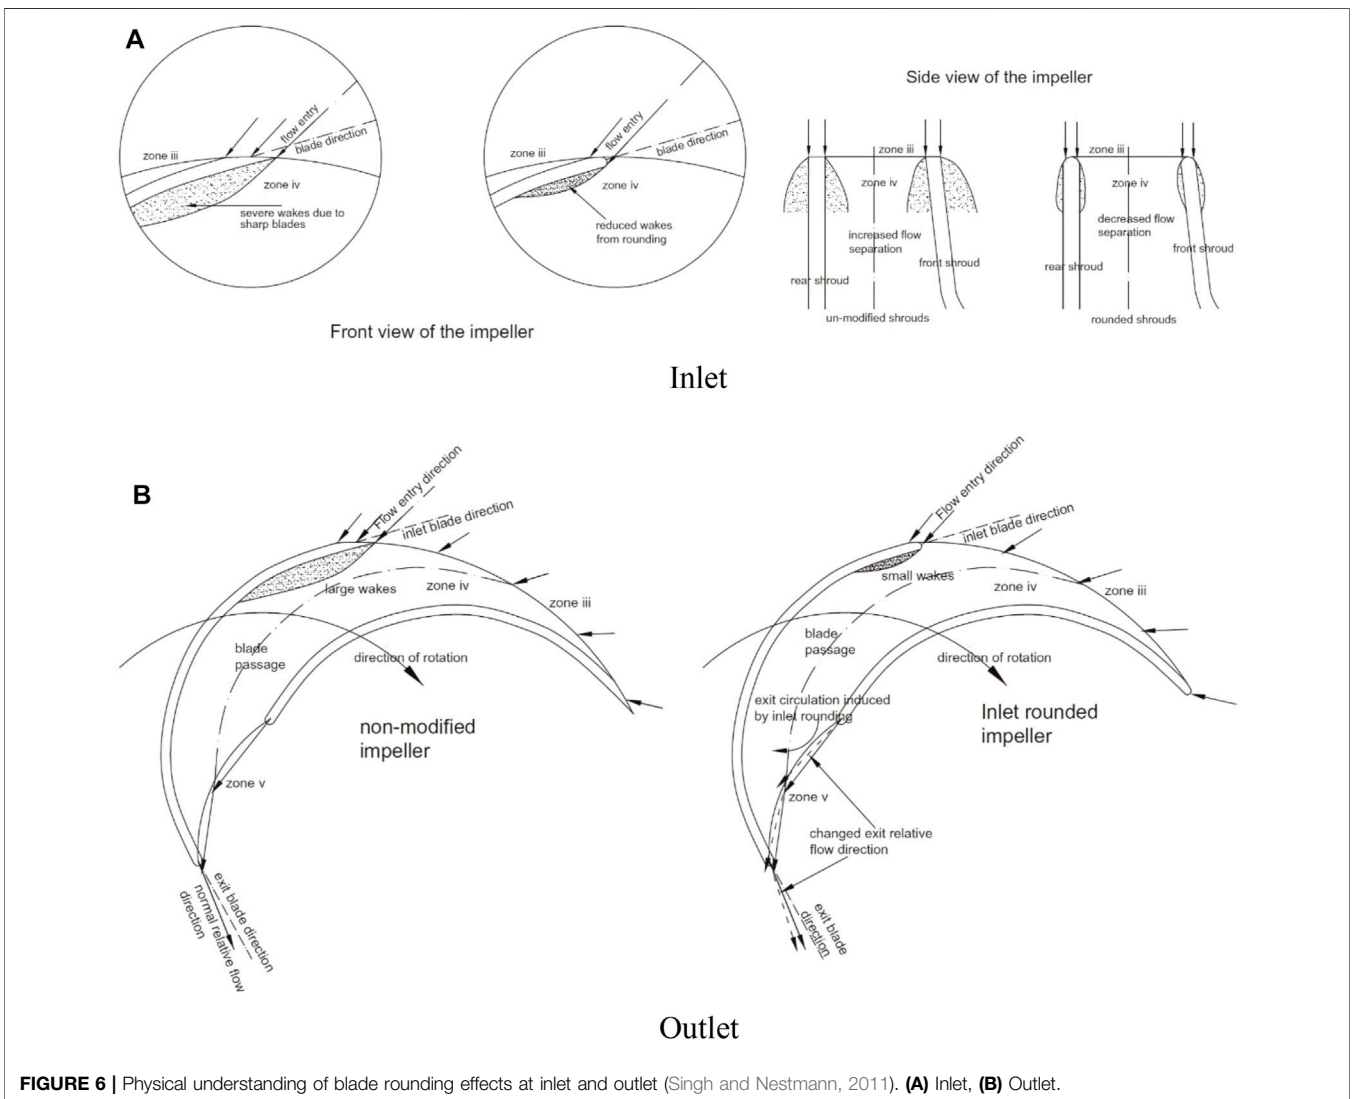 A
Side view of the impeller
flow entry
blade direction
zone iii
zone iv
severe wakes due to
sharp blades
flow entry
blade direction
zone iii
zone iv
reduced wakes
from rounding
zone iii
zone iv
increased flow
separation
front shroud
rear shroud
un-modified shrouds
zone iii
zone iv
decreased flow
separation
front shroud
rear shroud
rounded shrouds
Front view of the impeller
Inlet
B
Flow entry direction
inlet blade direction
large wakes
zone iv
zone iii
blade
passage
direction of rotation
non-modified
impeller
zone v
exit blade direction
normal relative flow
direction
Flow entry direction
inlet blade direction
small wakes
zone iv
zone iii
blade
passage
direction of rotation
exit circulation induced
by inlet rounding
Inlet rounded
impeller
zone v
changed exit relative
flow direction
exit blade
direction
Outlet
FIGURE 6 | Physical understanding of blade rounding effects at inlet and outlet (Singh and Nestmann, 2011). (A) Inlet, (B) Outlet.